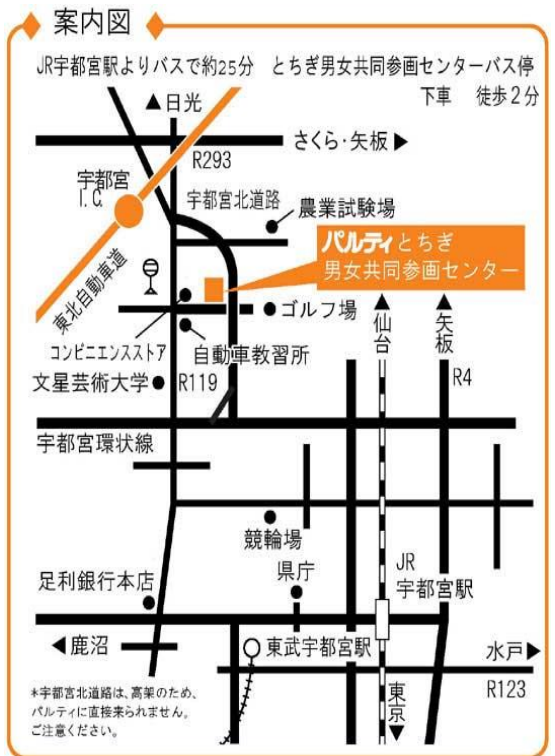 案内図
JR宇都宮駅よりバスで約25分　とちぎ男女共同参画センターバス停
下車　徒歩2分
▲日光
さくら・矢板▶
R293
宇都宮
I.C.
宇都宮北道路
農業試験場
パルティとちぎ
男女共同参画センター
東北自動車道
ゴルフ場
▲仙台
▲矢板
コンビニエンスストア
自動車教習所
文星芸術大学
R119
R4
宇都宮環状線
競輪場
県庁
JR
宇都宮駅
足利銀行本店
◀鹿沼
東武宇都宮駅
水戸▶
R123
東京▼
*宇都宮北道路は、高架のため、
パルティに直接来られません。
ご注意ください。